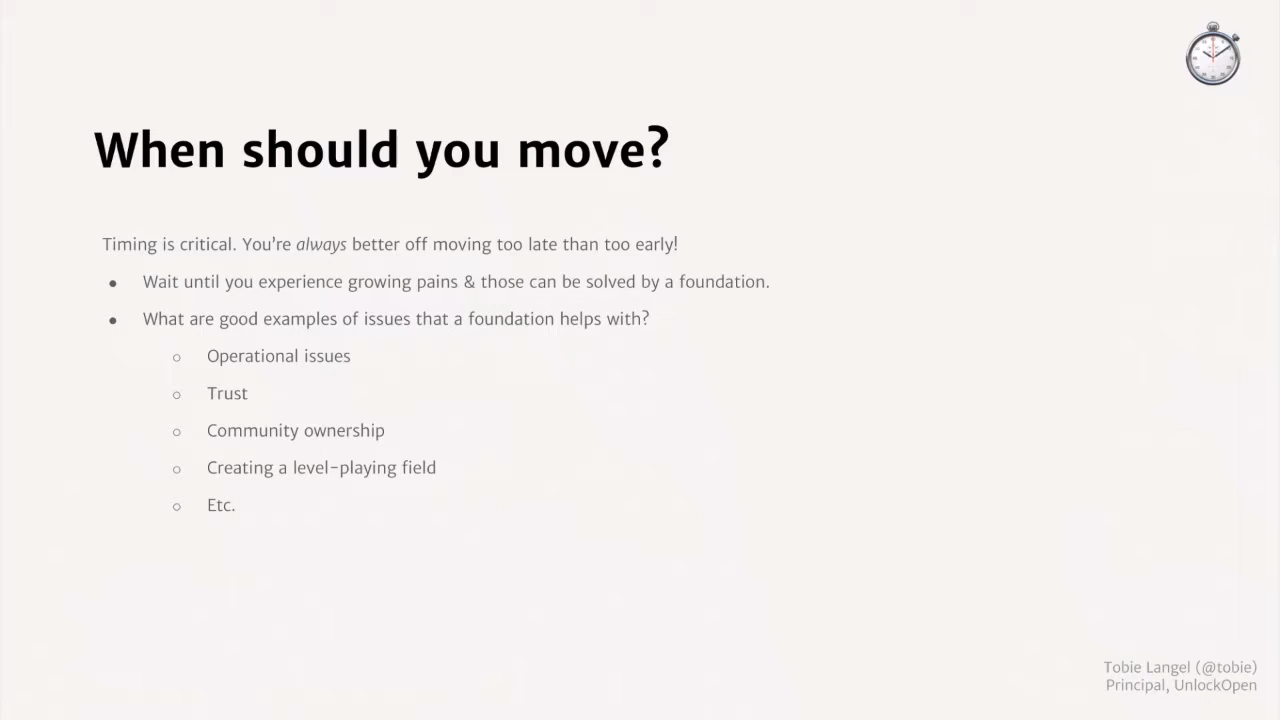 When should you move?
Timing is critical. You’re always better off moving too late than too early!
● Wait until you experience growing pains & those can be solved by a foundation.
● What are good examples of issues that a foundation helps with?
○ Operational issues
○ Trust
○ Community ownership
○ Creating a level-playing field
○ Etc.
Tobie Langel (@tobie)
Principal, UnlockOpen